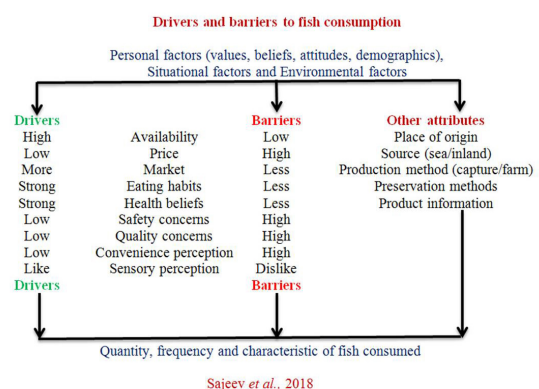 Drivers and barriers to fish consumption
Personal factors (values, beliefs, attitudes, demographics),
Situational factors and Environmental factors
Drivers Barriers Other attributes
High Availability Low Place of origin
Low Price High Source (sea/inland)
More Market Less Production method (capture/farm)
Strong Eating habits Less Preservation methods
Strong Health beliefs Less Product information
Low Safety concerns High
Low Quality concerns High
Low Convenience perception High
Like Sensory perception Dislike
Drivers Barriers
Quantity, frequency and characteristic of fish consumed
Sajeev et al., 2018